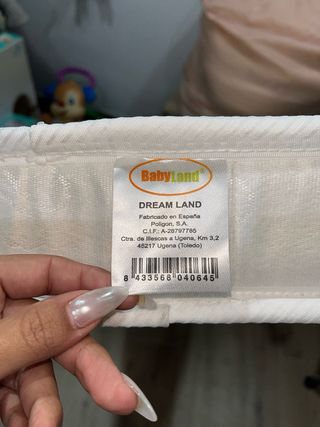 BabyLand®
DREAM LAND
Fabricado en España
Poligon, S.A.
C.I.F.: A-28797785
Ctra. de Illescas a Ugena, Km 3,2
45217 Ugena (Toledo)
8 433568 040645